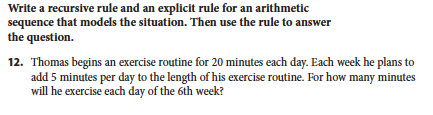 Write a recursive rule and an explicit rule for an arithmetic
sequence that models the situation. Then use the rule to answer
the question.
12. Thomas begins an exercise routine for 20 minutes each day. Each week he plans to
add 5 minutes per day to the length of his exercise routine. For how many minutes
will he exercise each day of the 6th week?